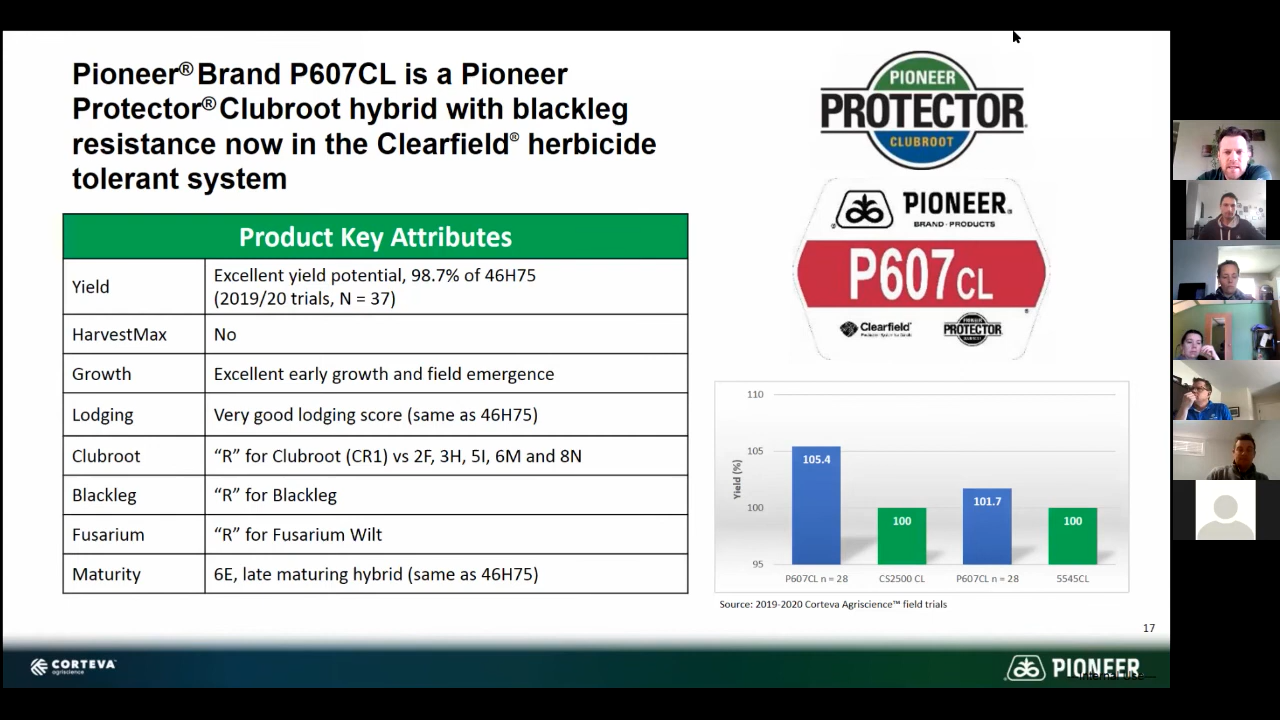 Pioneer® Brand P607CL is a Pioneer
Protector® Clubroot hybrid with blackleg
resistance now in the Clearfield® herbicide
tolerant system
Product Key Attributes
Yield
Excellent yield potential, 98.7% of 46H75
(2019/20 trials, N = 37)
HarvestMax
No
Growth
Excellent early growth and field emergence
Lodging
Very good lodging score (same as 46H75)
Clubroot
“R” for Clubroot (CR1) vs 2F, 3H, 5I, 6M and 8N
Blackleg
“R” for Blackleg
Fusarium
“R” for Fusarium Wilt
Maturity
6E, late maturing hybrid (same as 46H75)
PIONEER
PROTECTOR
CLUBROOT
PIONEER®
BRAND · PRODUCTS
P607CL
Clearfield®
PIONEER
PROTECTOR
110
105
100
95
Yield (%)
105.4
100
101.7
100
P607CL n = 28
CS2500 CL
P607CL n = 28
5545CL
Source: 2019-2020 Corteva Agriscience™ field trials
17
CORTEVA
agriscience
PIONEER
Internal Use